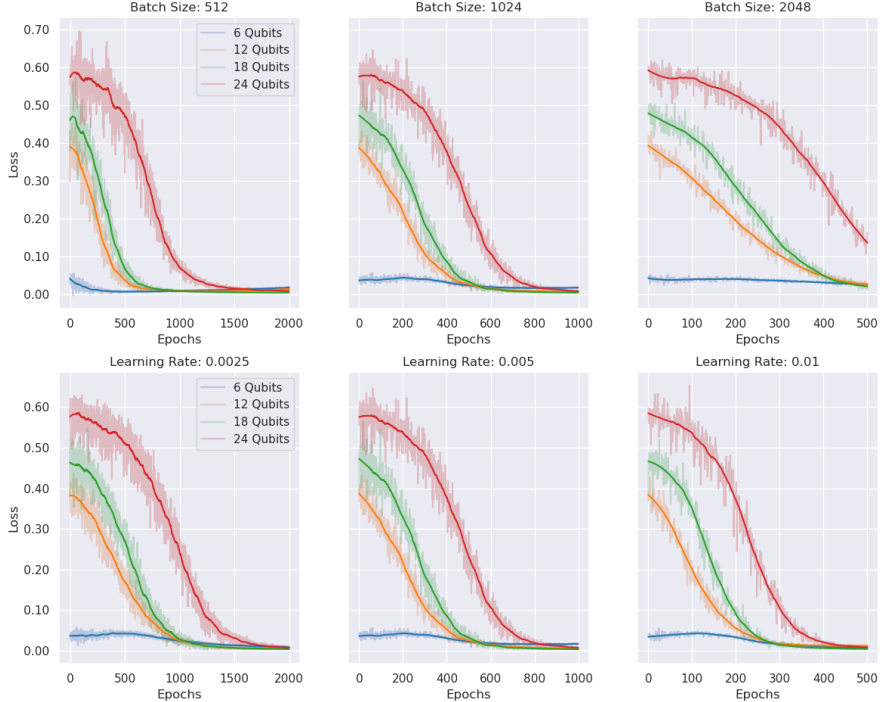 Batch Size: 512
Batch Size: 1024
Batch Size: 2048
0.70
0.60
0.50
0.40
0.30
0.20
0.10
0.00
Loss
6 Qubits
12 Qubits
18 Qubits
24 Qubits
0 500 1000 1500 2000
0 200 400 600 800 1000
0 100 200 300 400 500
Epochs
Epochs
Epochs
Learning Rate: 0.0025
Learning Rate: 0.005
Learning Rate: 0.01
0.60
0.50
0.40
0.30
0.20
0.10
0.00
Loss
6 Qubits
12 Qubits
18 Qubits
24 Qubits
0 500 1000 1500 2000
0 200 400 600 800 1000
0 100 200 300 400 500
Epochs
Epochs
Epochs